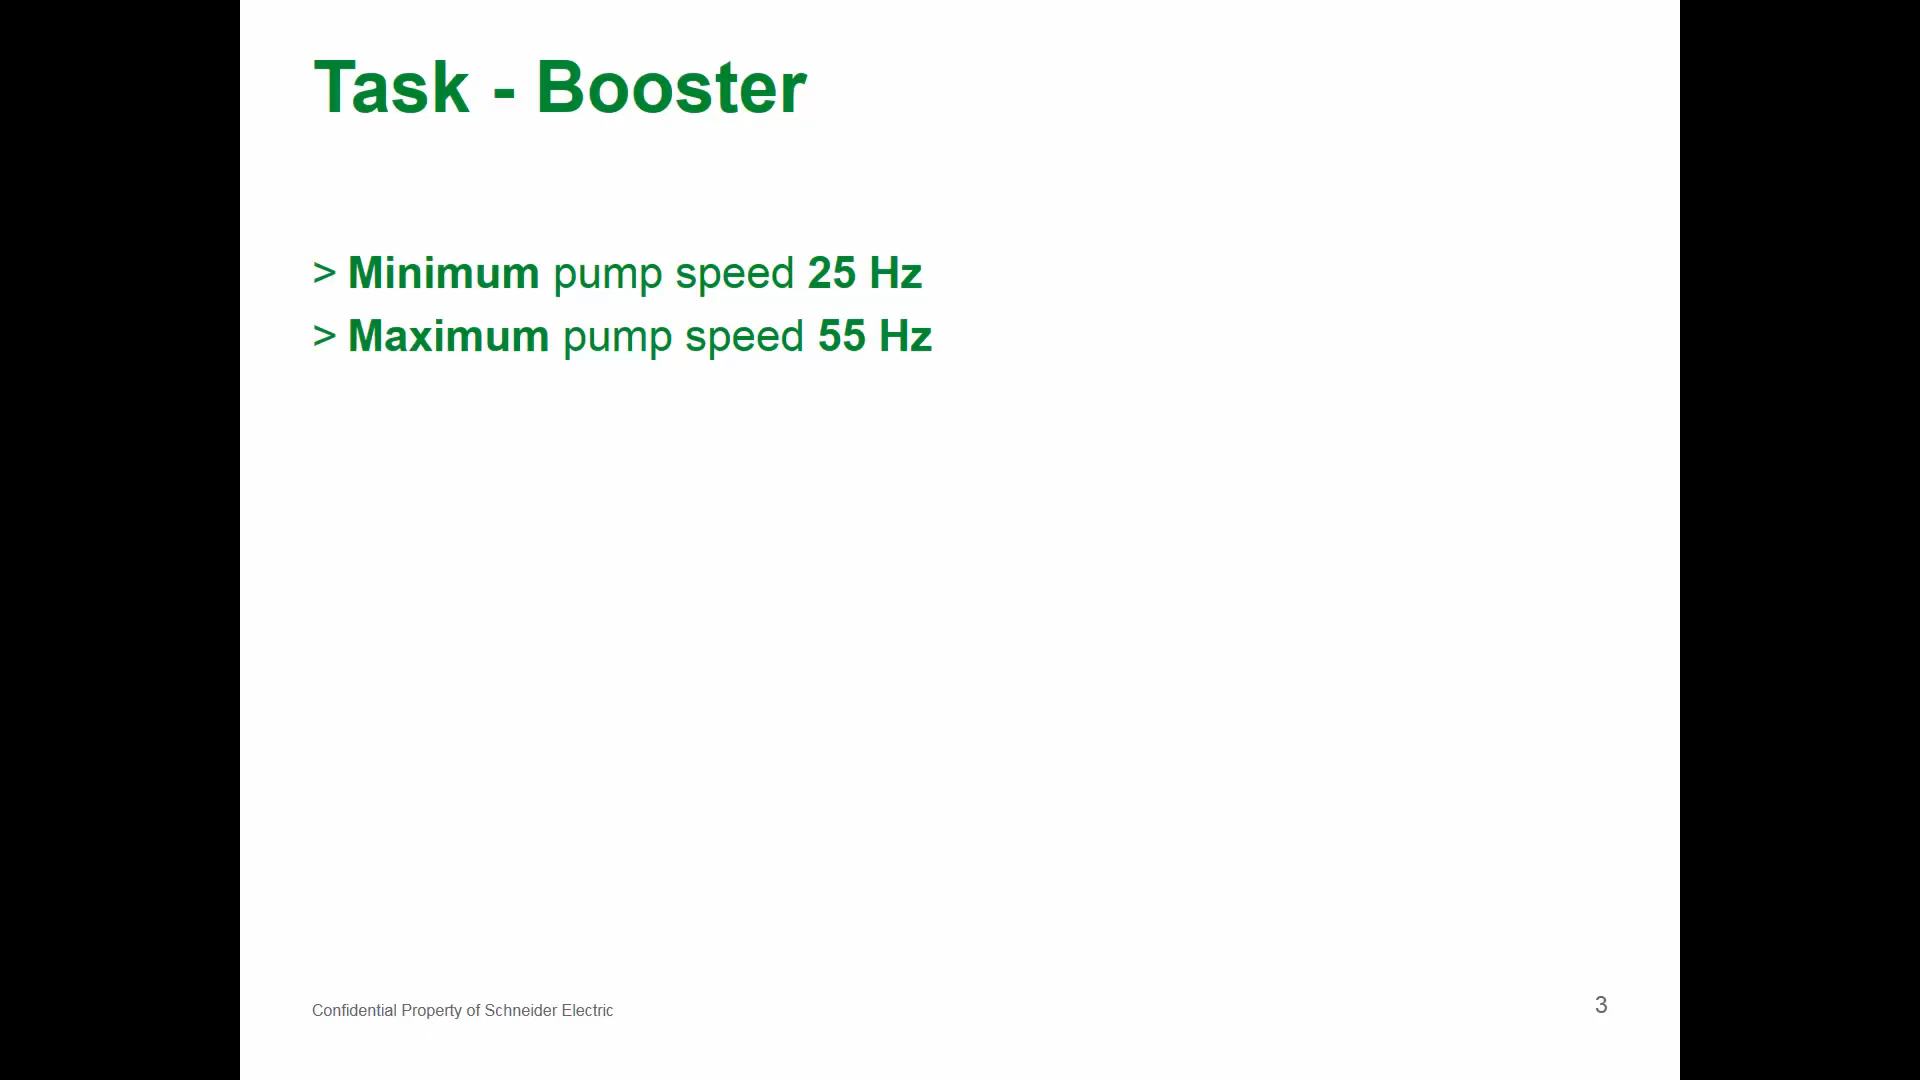 Task - Booster
> Minimum pump speed 25 Hz
> Maximum pump speed 55 Hz
Confidential Property of Schneider Electric
3